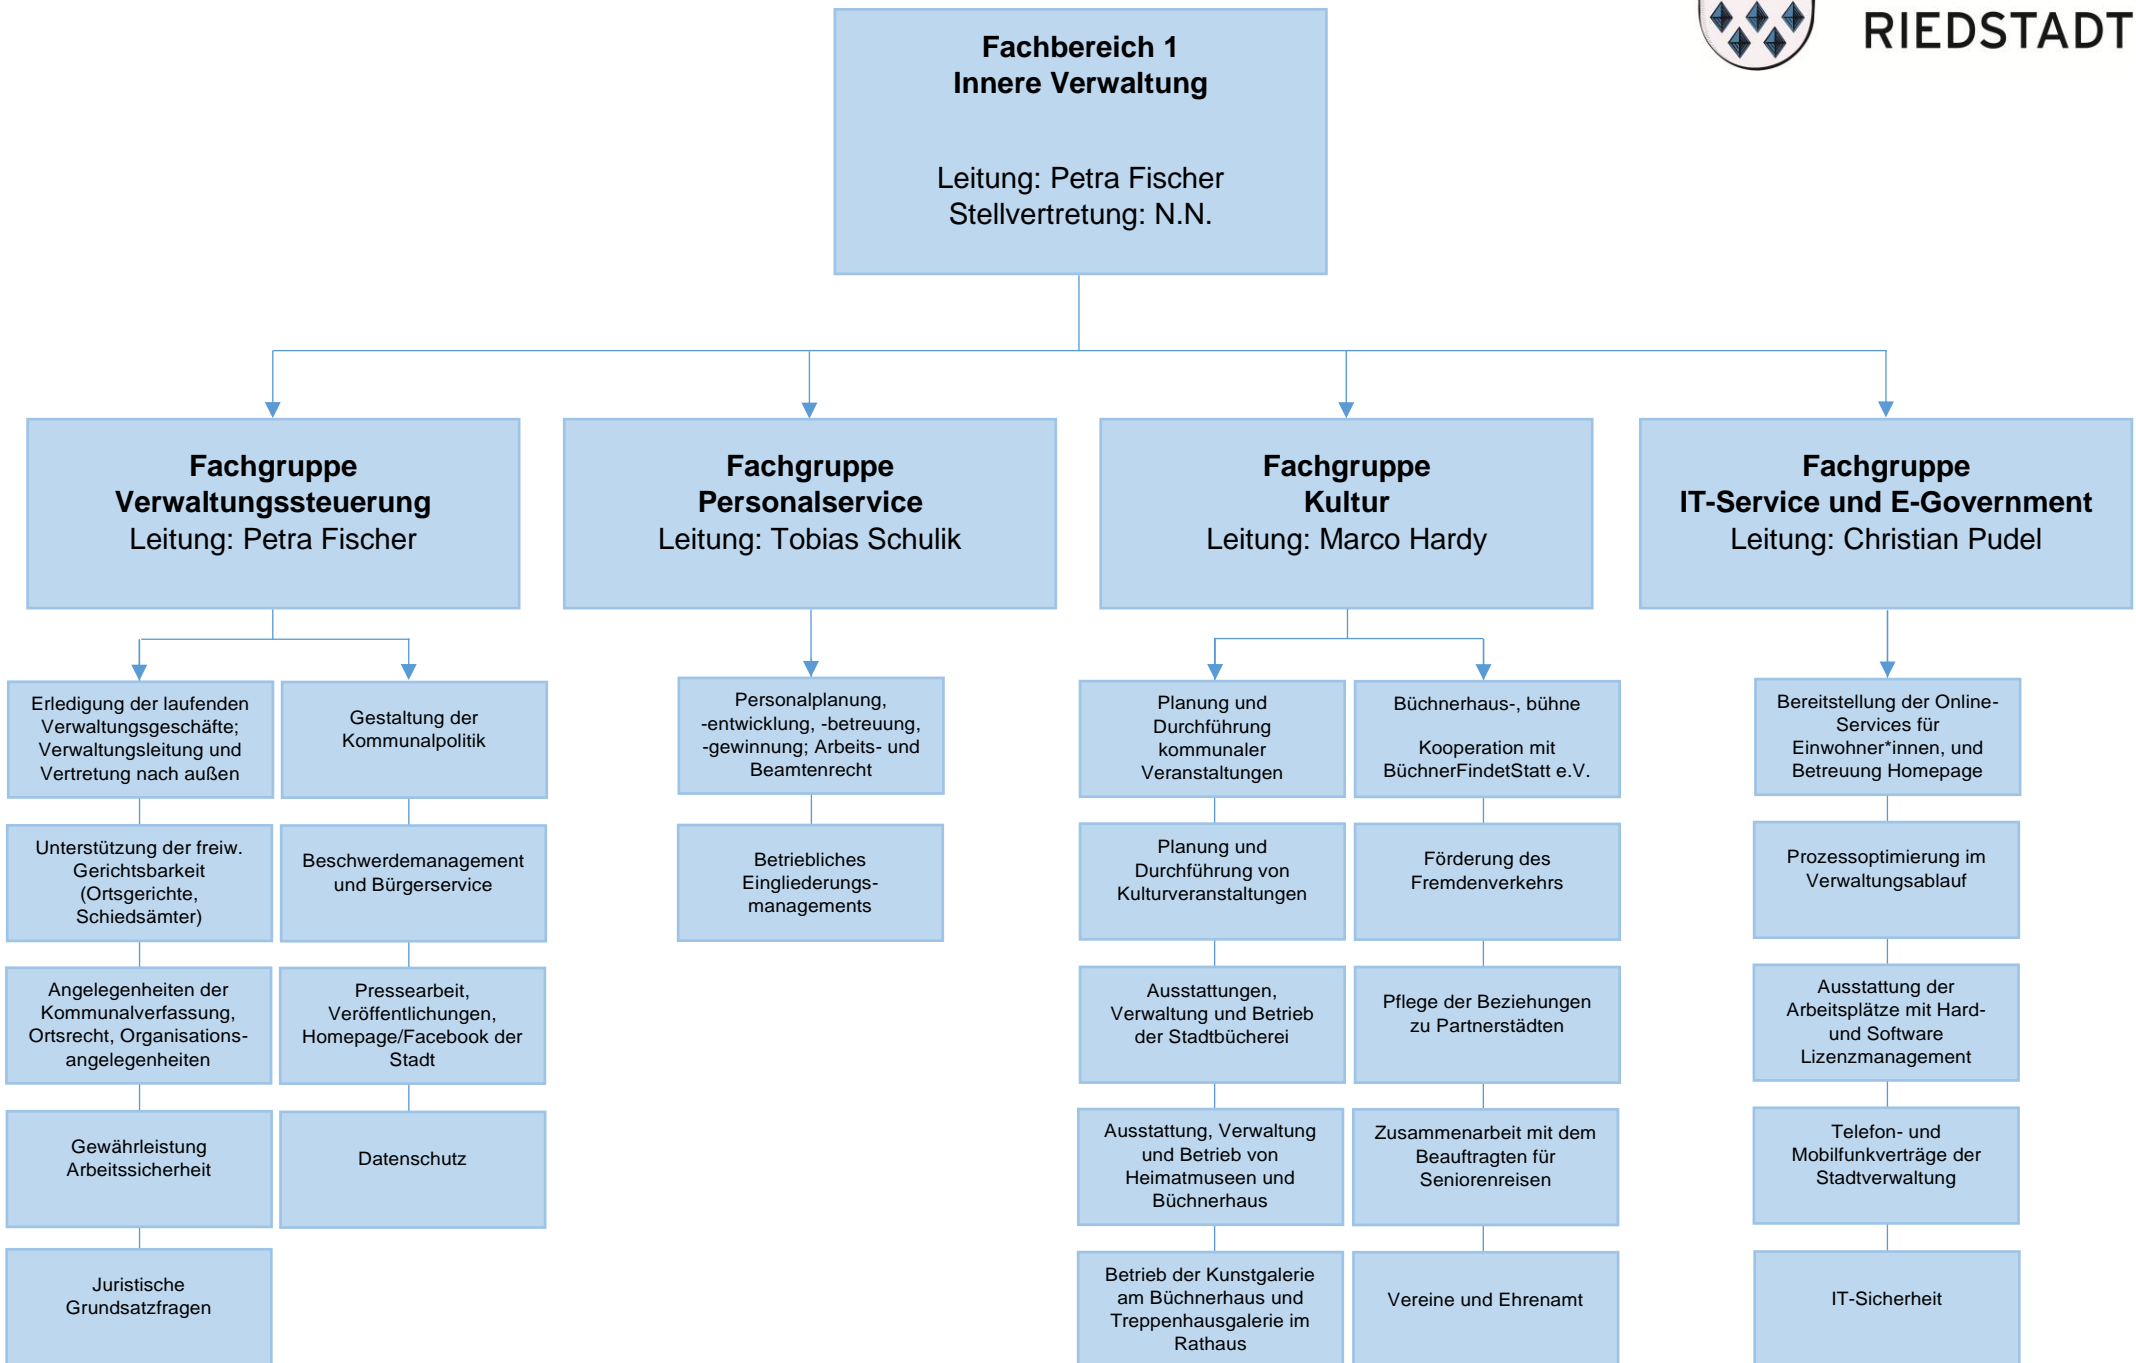 RIEDSTADT
Fachbereich 1
Innere Verwaltung
Leitung: Petra Fischer
Stellvertretung: N.N.
Fachgruppe
Verwaltungssteuerung
Leitung: Petra Fischer
Fachgruppe
Personalservice
Leitung: Tobias Schulik
Fachgruppe
Kultur
Leitung: Marco Hardy
Fachgruppe
IT-Service und E-Government
Leitung: Christian Pudel
Erledigung der laufenden
Verwaltungsgeschäfte;
Verwaltungsleitung und
Vertretung nach außen
Unterstützung der freiw.
Gerichtsbarkeit
(Ortsgerichte,
Schiedsämter)
Angelegenheiten der
Kommunalverfassung,
Ortsrecht, Organisations-
angelegenheiten
Gewährleistung
Arbeitssicherheit
Juristische
Grundsatzfragen
Gestaltung der
Kommunalpolitik
Beschwerdemanagement
und Bürgerservice
Pressearbeit,
Veröffentlichungen,
Homepage/Facebook der
Stadt
Datenschutz
Personalplanung,
-entwicklung, -betreuung,
-gewinnung; Arbeits- und
Beamtenrecht
Betriebliches
Eingliederungs-
managements
Planung und
Durchführung
kommunaler
Veranstaltungen
Planung und
Durchführung von
Kulturveranstaltungen
Ausstattungen,
Verwaltung und Betrieb
der Stadtbücherei
Ausstattung, Verwaltung
und Betrieb von
Heimatmuseen und
Büchnerhaus
Betrieb der Kunstgalerie
am Büchnerhaus und
Treppenhausgalerie im
Rathaus
Büchnerhaus-, bühne
Kooperation mit
BüchnerFindetStatt e.V.
Förderung des
Fremdenverkehrs
Pflege der Beziehungen
zu Partnerstädten
Zusammenarbeit mit dem
Beauftragten für
Seniorenreisen
Vereine und Ehrenamt
Bereitstellung der Online-
Services für
Einwohner*innen, und
Betreuung Homepage
Prozessoptimierung im
Verwaltungsablauf
Ausstattung der
Arbeitsplätze mit Hard-
und Software
Lizenzmanagement
Telefon- und
Mobilfunkverträge der
Stadtverwaltung
IT-Sicherheit